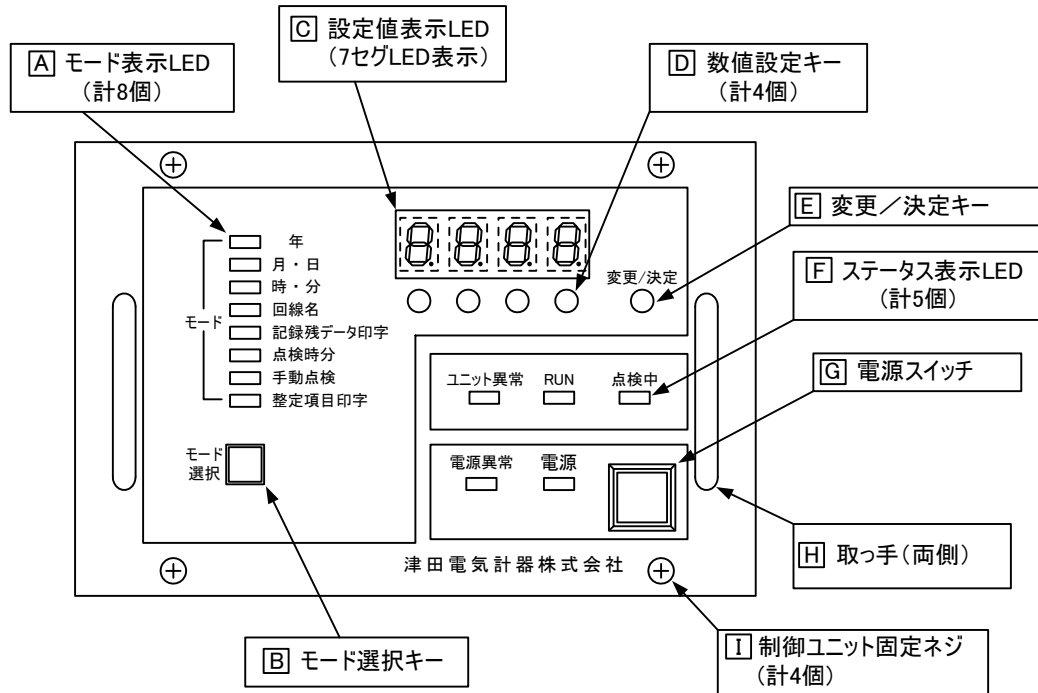 C 設定値表示LED
(7セグLED表示)
A モード表示LED
(計8個)
D 数値設定キー
(計4個)
E 変更／決定キー
F ステータス表示LED
(計5個)
G 電源スイッチ
H 取っ手(両側)
I 制御ユニット固定ネジ
(計4個)
B モード選択キー
モード
年
月・日
時・分
回線名
記録残データ印字
点検時分
手動点検
整定項目印字
モード
選択
8.8.8.8.
変更/決定
ユニット異常 RUN 点検中
電源異常 電源
津田電気計器株式会社